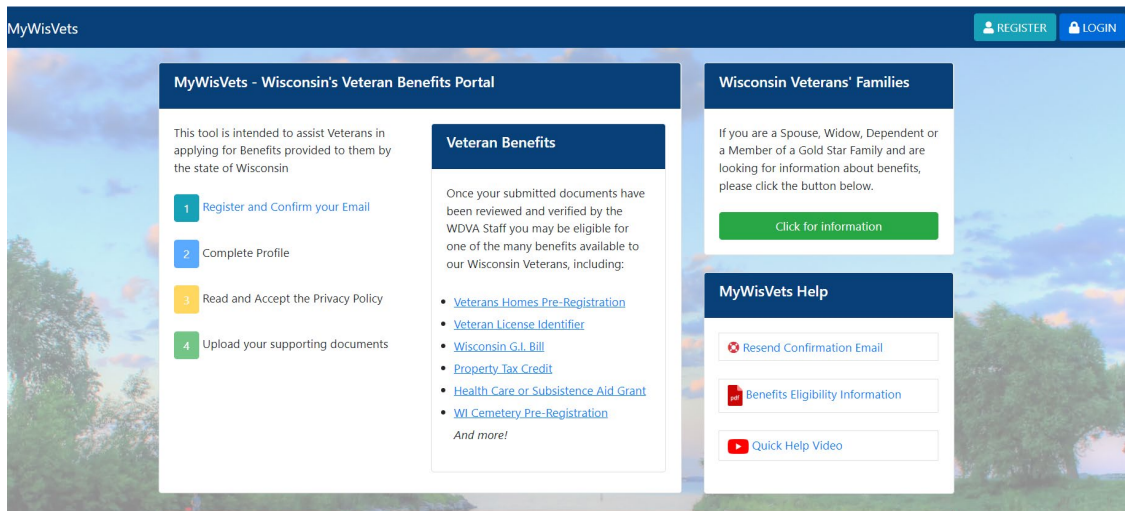 MyWisVets
REGISTER
LOGIN
MyWisVets - Wisconsin's Veteran Benefits Portal
This tool is intended to assist Veterans in
applying for Benefits provided to them by
the state of Wisconsin
1 Register and Confirm your Email
2 Complete Profile
3 Read and Accept the Privacy Policy
4 Upload your supporting documents
Veteran Benefits
Once your submitted documents have
been reviewed and verified by the
WDVA Staff you may be eligible for
one of the many benefits available to
our Wisconsin Veterans, including:
• Veterans Homes Pre-Registration
• Veteran License Identifier
• Wisconsin G.I. Bill
• Property Tax Credit
• Health Care or Subsistence Aid Grant
• WI Cemetery Pre-Registration
And more!
Wisconsin Veterans' Families
If you are a Spouse, Widow, Dependent or
a Member of a Gold Star Family and are
looking for information about benefits,
please click the button below.
Click for information
MyWisVets Help
Resend Confirmation Email
pdf Benefits Eligibility Information
Quick Help Video